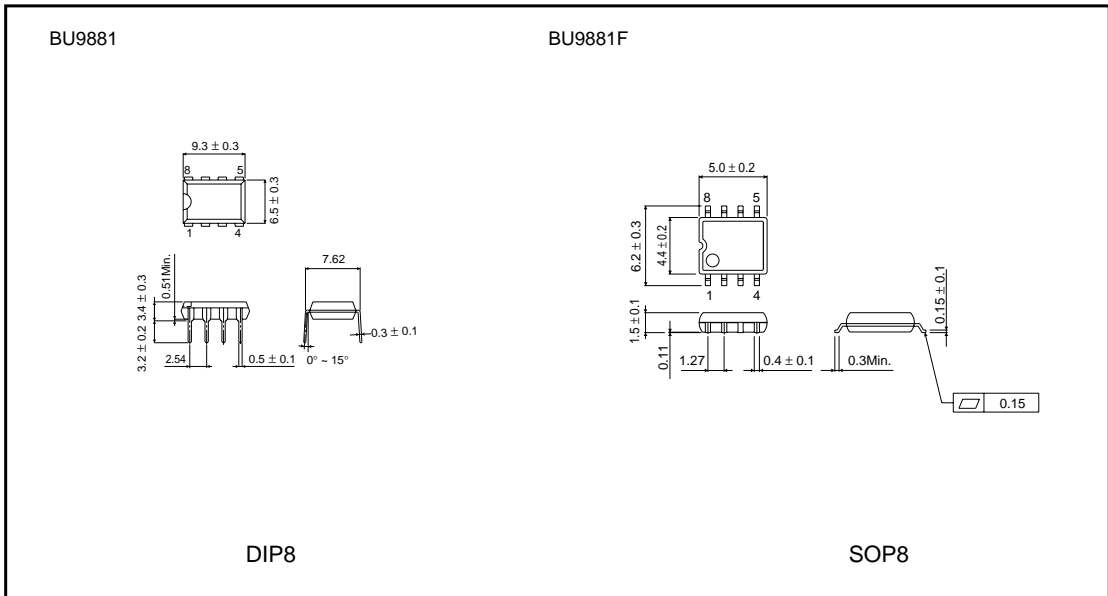 BU9881
BU9881F
9.3 ± 0.3
8 5
6.5 ± 0.3
1 4
0.51Min.
3.4 ± 0.3
3.2 ± 0.2
2.54
0.5 ± 0.1
7.62
0.3 ± 0.1
0° ~ 15°
5.0 ± 0.2
8 5
6.2 ± 0.3
4.4 ± 0.2
1 4
1.5 ± 0.1
0.11
1.27
0.4 ± 0.1
0.3Min.
0.15 ± 0.1
0.15
DIP8
SOP8